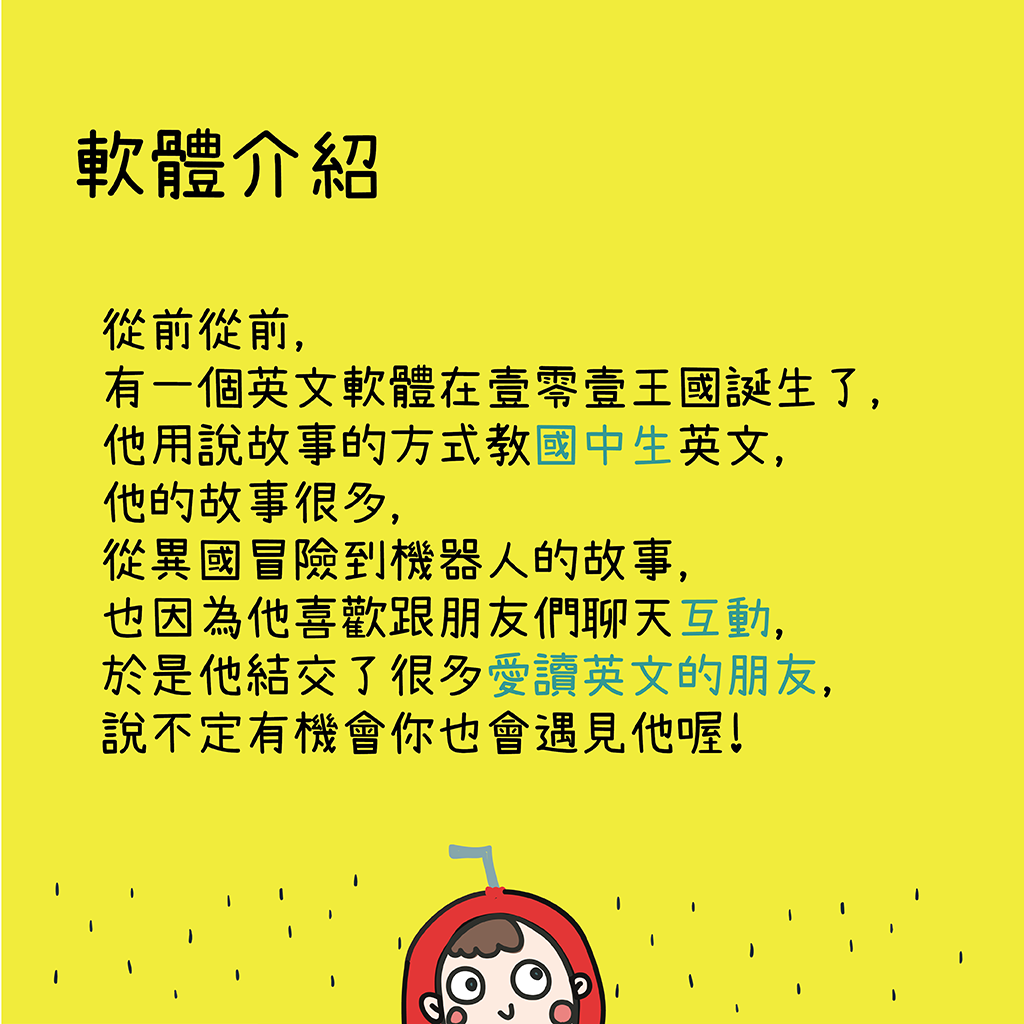 軟體介紹
從前從前,
有一個英文軟體在壹零壹王國誕生了,
他用說故事的方式教國中生英文,
他的故事很多,
從異國冒險到機器人的故事,
也因為他喜歡跟朋友們聊天互動,
於是他結交了很多愛讀英文的朋友,
說不定有機會你也會遇見他喔!